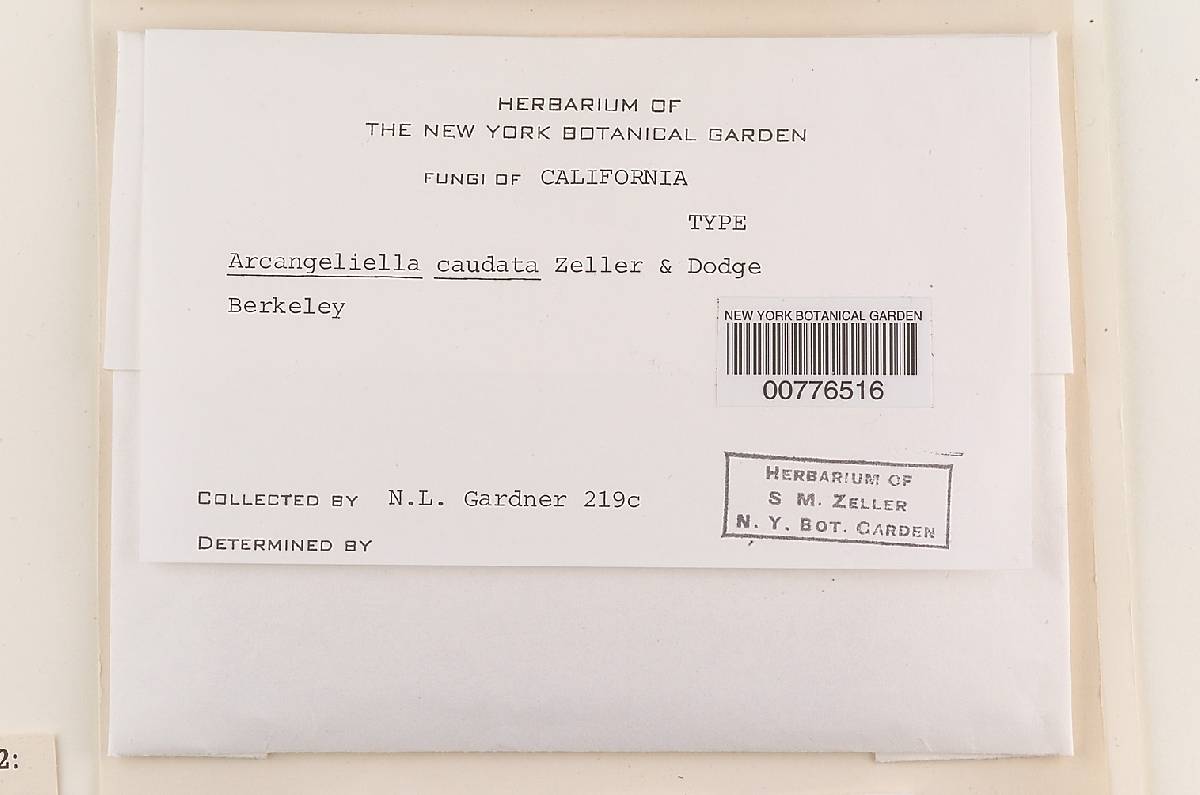 HERBARIUM OF
THE NEW YORK BOTANICAL GARDEN
FUNGI OF CALIFORNIA
TYPE
Arcangeliella caudata Zeller & Dodge
Berkeley
NEW YORK BOTANICAL GARDEN
00776516
COLLECTED BY N.L. Gardner 219c
DETERMINED BY
HERBARIUM OF
S M. ZELLER
N. Y. BOT. GARDEN
2: